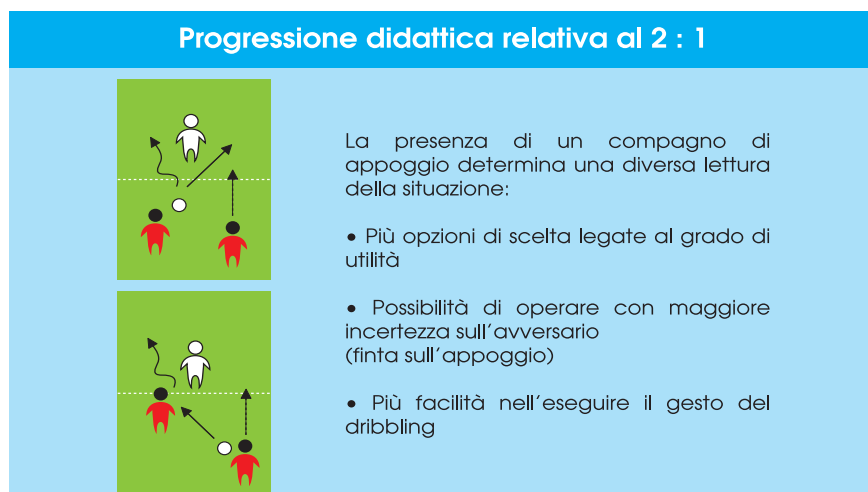 Progressione didattica relativa al 2 : 1
La presenza di un compagno di
appoggio determina una diversa lettura
della situazione:
• Più opzioni di scelta legate al grado di
utilità
• Possibilità di operare con maggiore
incertezza sull'avversario
(finta sull'appoggio)
• Più facilità nell'eseguire il gesto del
dribbling